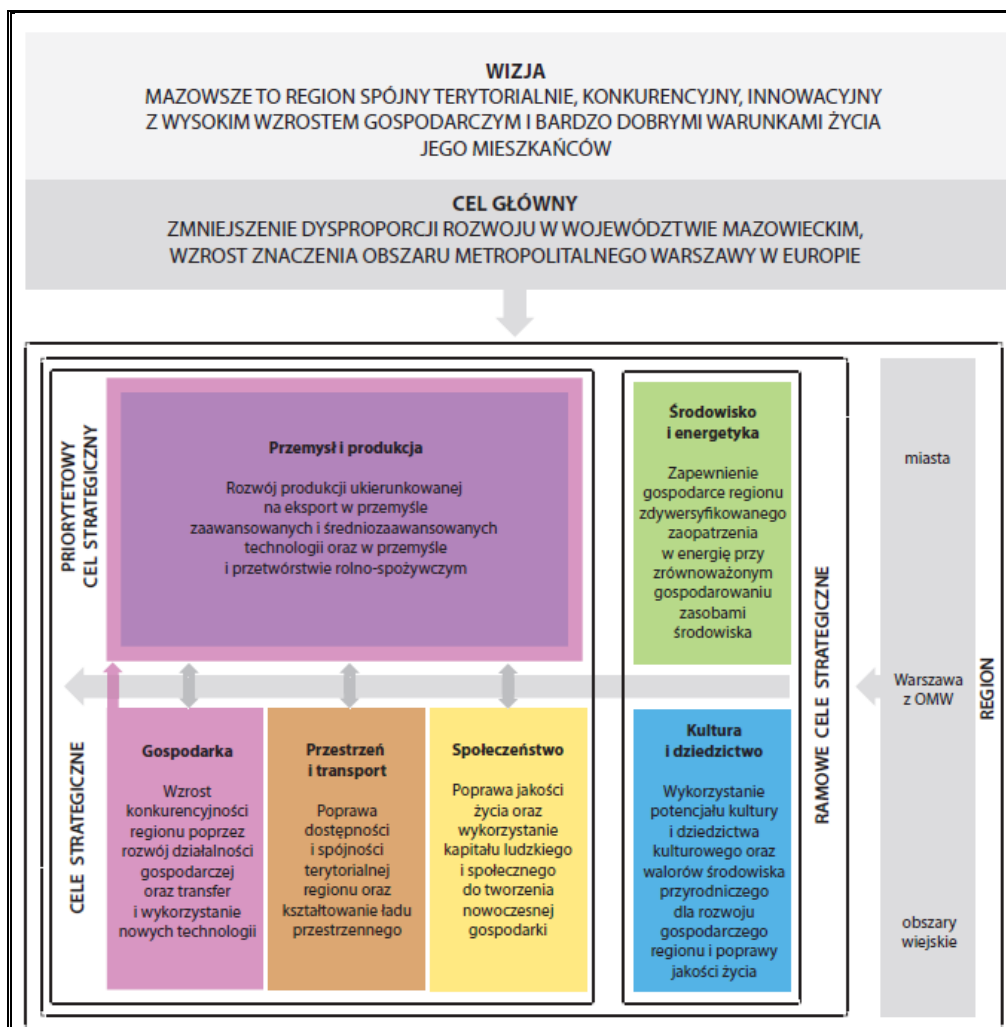 WIZJA
MAZOWSZE TO REGION SPÓJNY TERYTORIALNIE, KONKURENCYJNY, INNOWACYJNY
Z WYSOKIM WZROSTEM GOSPODARCZYM I BARDZO DOBRYMI WARUNKAMI ŻYCIA
JEGO MIESZKAŃCÓW
CEL GŁÓWNY
ZMNIEJSZENIE DYSPROPORCJI ROZWOJU W WOJEWÓDZTWIE MAZOWIECKIM,
WZROST ZNACZENIA OBSZARU METROPOLITALNEGO WARSZAWY W EUROPIE
PRIORYTETOWY
CEL STRATEGICZNY
Przemysł i produkcja
Rozwój produkcji ukierunkowanej
na eksport w przemyśle
zaawansowanych i średniozaawansowanych
technologii oraz w przemyśle
i przetwórstwie rolno-spożywczym
Środowisko
i energetyka
Zapewnienie
gospodarce regionu
zdywersyfikowanego
zaopatrzenia
w energię przy
zrównoważonym
gospodarowaniu
zasobami
środowiska
CELE STRATEGICZNE
Gospodarka
Wzrost
konkurencyjności
regionu poprzez
rozwój działalności
gospodarczej
oraz transfer
i wykorzystanie
nowych technologii
Przestrzeń
i transport
Poprawa
dostępności
i spójności
terytorialnej
regionu oraz
kształtowanie ładu
przestrzennego
Społeczeństwo
Poprawa jakości
życia oraz
wykorzystanie
kapitału ludzkiego
i społecznego
do tworzenia
nowoczesnej
gospodarki
Kultura
i dziedzictwo
Wykorzystanie
potencjału kultury
i dziedzictwa
kulturowego oraz
walorów środowiska
przyrodniczego
dla rozwoju
gospodarczego
regionu i poprawy
jakości życia
RAMOWE CELE STRATEGICZNE
miasta
Warszawa
z OMW
obszary
wiejskie
REGION